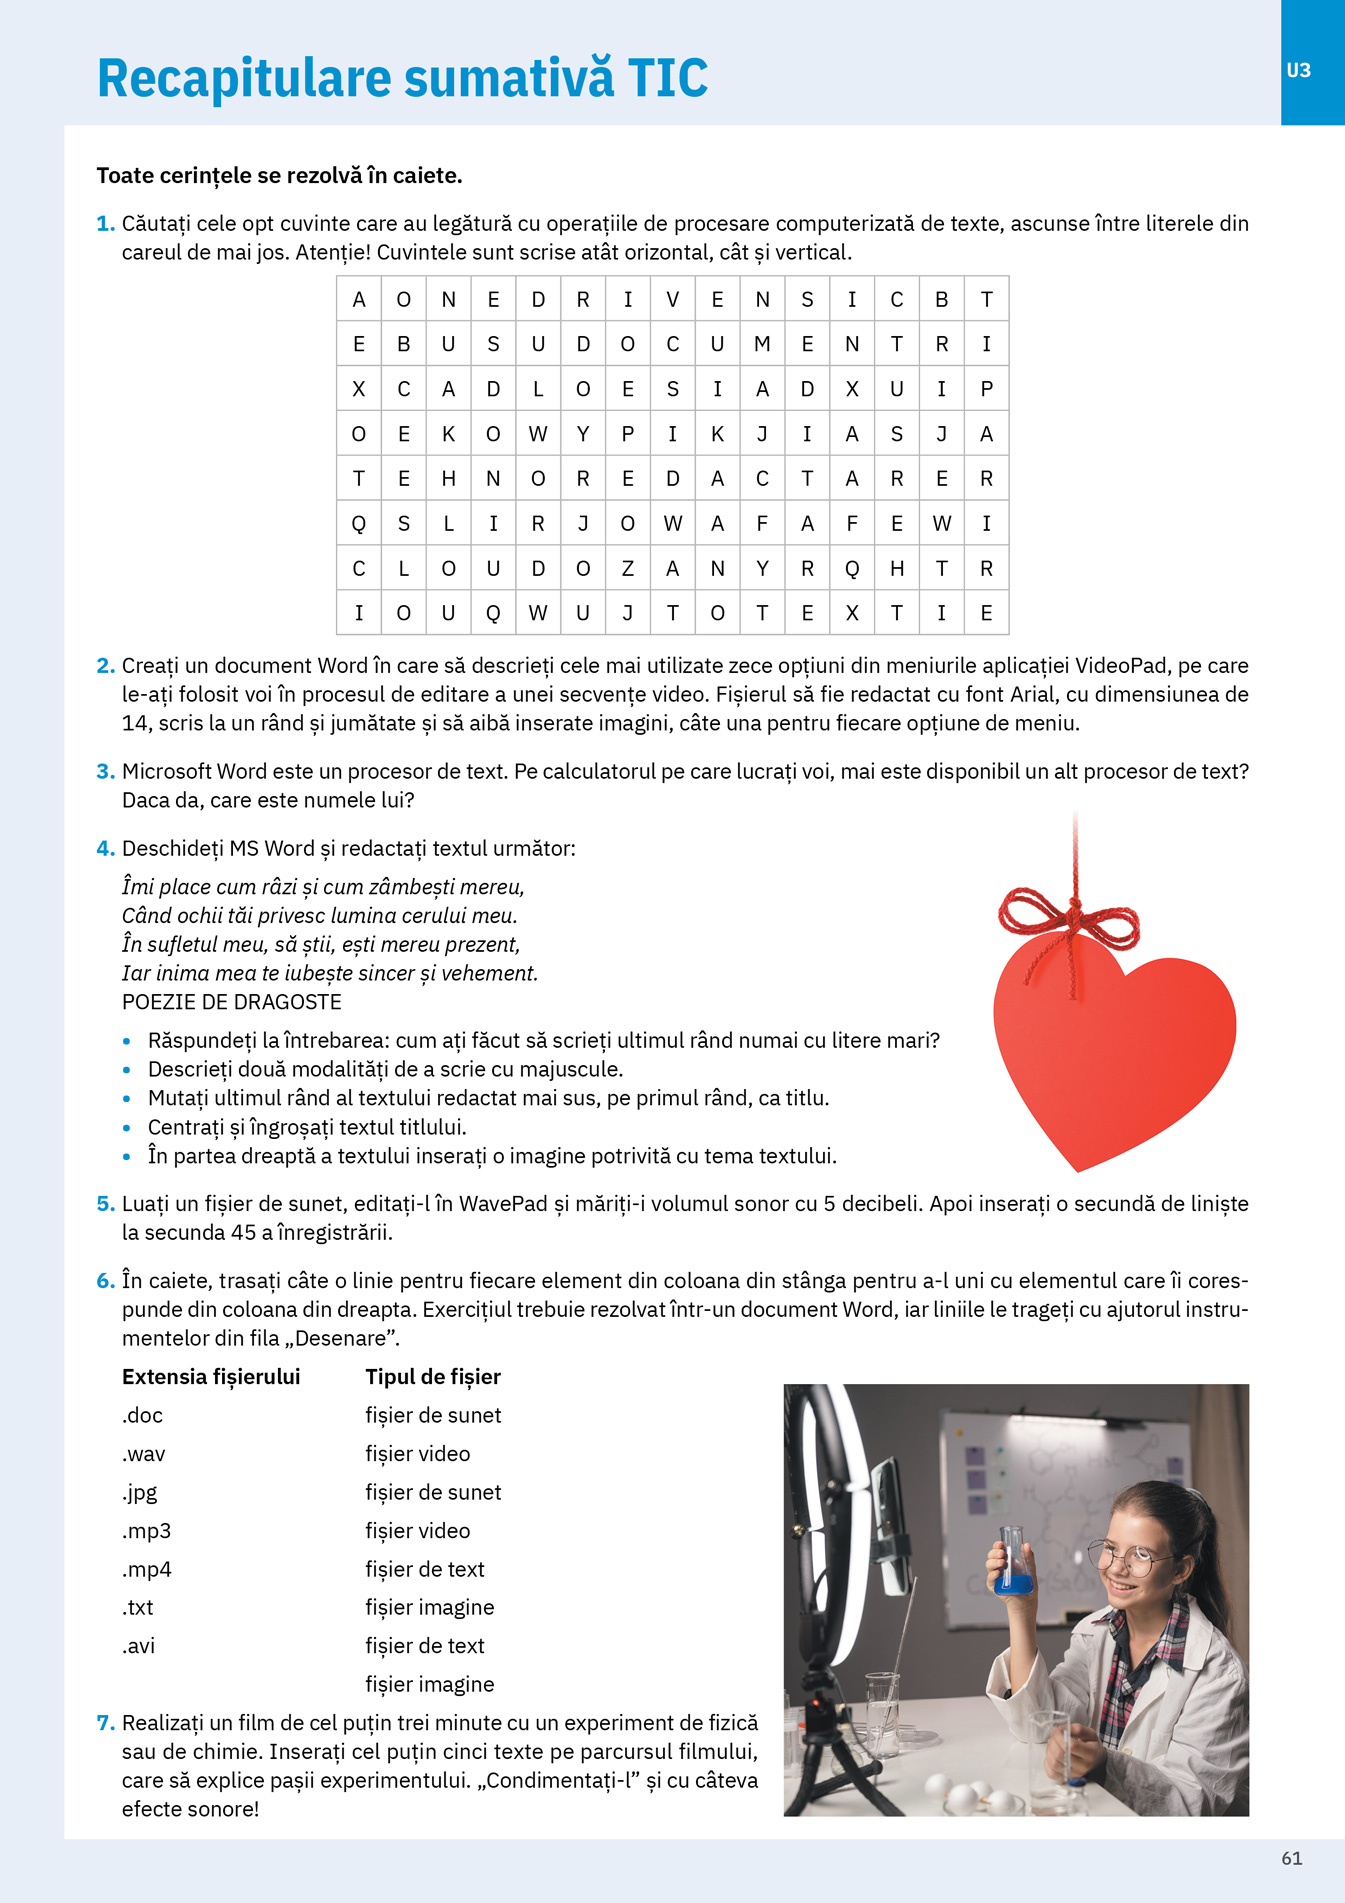 Recapitulare sumativă TIC
U3
Toate cerințele se rezolvă în caiete.
1. Căutați cele opt cuvinte care au legătură cu operațiile de procesare computerizată de texte, ascunse între literele din
careul de mai jos. Atenție! Cuvintele sunt scrise atât orizontal, cât și vertical.
A O N E D R I V E N S I C B T
E B U S U D O C U M E N T R I
X C A D L O E S I A D X U I P
O E K O W Y P I K J I A S J A
T E H N O R E D A C T A R E R
Q S L I R J O W A F A F E W I
C L O U D O Z A N Y R Q H T R
I O U Q W U J T O T E X T I E
2. Creați un document Word în care să descrieți cele mai utilizate zece opțiuni din meniurile aplicației VideoPad, pe care
le-ați folosit voi în procesul de editare a unei secvențe video. Fișierul să fie redactat cu font Arial, cu dimensiunea de
14, scris la un rând și jumătate și să aibă inserate imagini, câte una pentru fiecare opțiune de meniu.
3. Microsoft Word este un procesor de text. Pe calculatorul pe care lucrați voi, mai este disponibil un alt procesor de text?
Daca da, care este numele lui?
4. Deschideți MS Word și redactați textul următor:
Îmi place cum râzi și cum zâmbești mereu,
Când ochii tăi privesc lumina cerului meu.
În sufletul meu, să știi, ești mereu prezent,
Iar inima mea te iubește sincer și vehement.
POEZIE DE DRAGOSTE
• Răspundeți la întrebarea: cum ați făcut să scrieți ultimul rând numai cu litere mari?
• Descrieți două modalități de a scrie cu majuscule.
• Mutați ultimul rând al textului redactat mai sus, pe primul rând, ca titlu.
• Centrați și îngroșați textul titlului.
• În partea dreaptă a textului inserați o imagine potrivită cu tema textului.
5. Luați un fișier de sunet, editați-l în WavePad și măriți-i volumul sonor cu 5 decibeli. Apoi inserați o secundă de liniște
la secunda 45 a înregistrării.
6. În caiete, trasați câte o linie pentru fiecare element din coloana din stânga pentru a-l uni cu elementul care îi cores-
punde din coloana din dreapta. Exercițiul trebuie rezolvat într-un document Word, iar liniile le trageți cu ajutorul instru-
mentelor din fila „Desenare”.
Extensia fișierului Tipul de fișier
.doc fișier de sunet
.wav fișier video
.jpg fișier de sunet
.mp3 fișier video
.mp4 fișier de text
.txt fișier imagine
.avi fișier de text
fișier imagine
7. Realizați un film de cel puțin trei minute cu un experiment de fizică
sau de chimie. Inserați cel puțin cinci texte pe parcursul filmului,
care să explice pașii experimentului. „Condimentați-l” și cu câteva
efecte sonore!
61